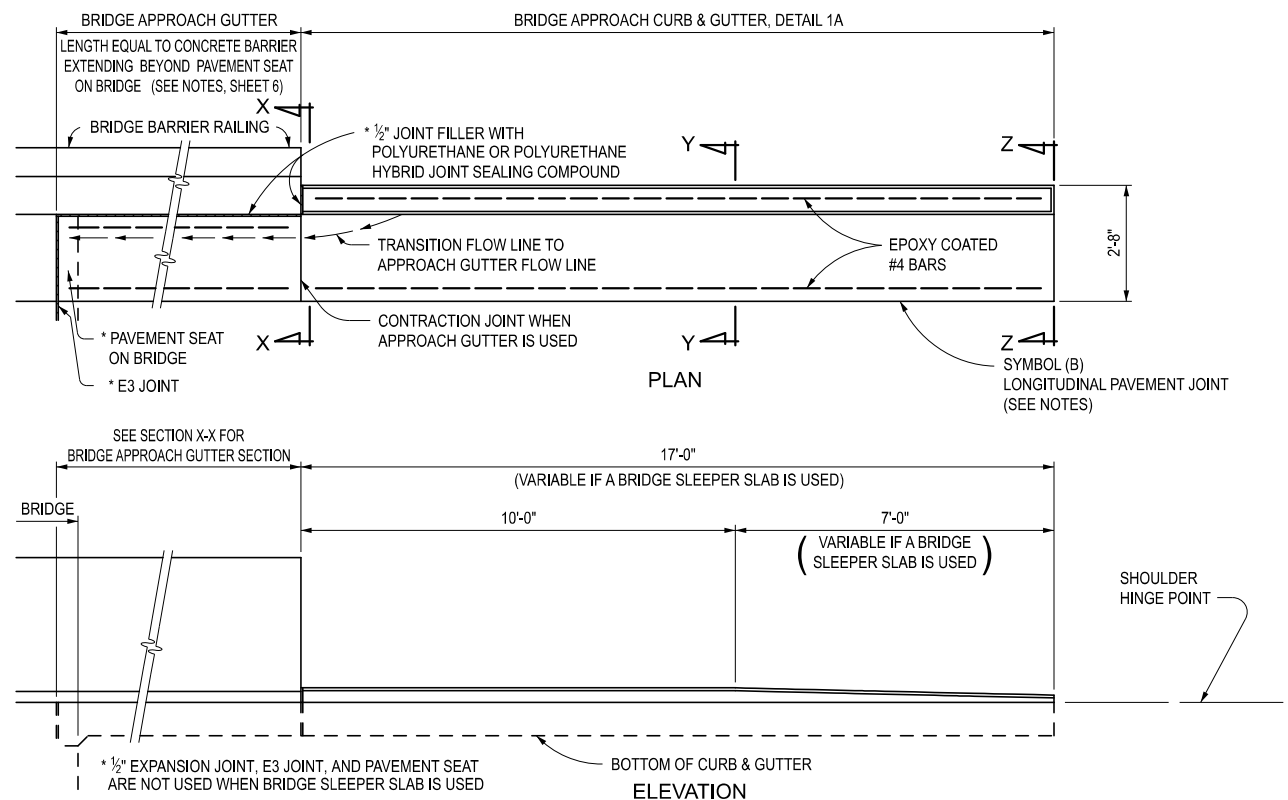 BRIDGE APPROACH GUTTER
BRIDGE APPROACH CURB & GUTTER, DETAIL 1A
LENGTH EQUAL TO CONCRETE BARRIER
EXTENDING BEYOND PAVEMENT SEAT
ON BRIDGE (SEE NOTES, SHEET 6)
X
BRIDGE BARRIER RAILING
* ½" JOINT FILLER WITH
POLYURETHANE OR POLYURETHANE
HYBRID JOINT SEALING COMPOUND
Y
Z
TRANSITION FLOW LINE TO
APPROACH GUTTER FLOW LINE
EPOXY COATED
#4 BARS
2'-8"
* PAVEMENT SEAT
ON BRIDGE
* E3 JOINT
X
CONTRACTION JOINT WHEN
APPROACH GUTTER IS USED
Y
Z
PLAN
SYMBOL (B)
LONGITUDINAL PAVEMENT JOINT
(SEE NOTES)
SEE SECTION X-X FOR
BRIDGE APPROACH GUTTER SECTION
17'-0"
(VARIABLE IF A BRIDGE SLEEPER SLAB IS USED)
BRIDGE
10'-0"
7'-0"
( VARIABLE IF A BRIDGE
SLEEPER SLAB IS USED )
SHOULDER
HINGE POINT
* ½" EXPANSION JOINT, E3 JOINT, AND PAVEMENT SEAT
ARE NOT USED WHEN BRIDGE SLEEPER SLAB IS USED
BOTTOM OF CURB & GUTTER
ELEVATION